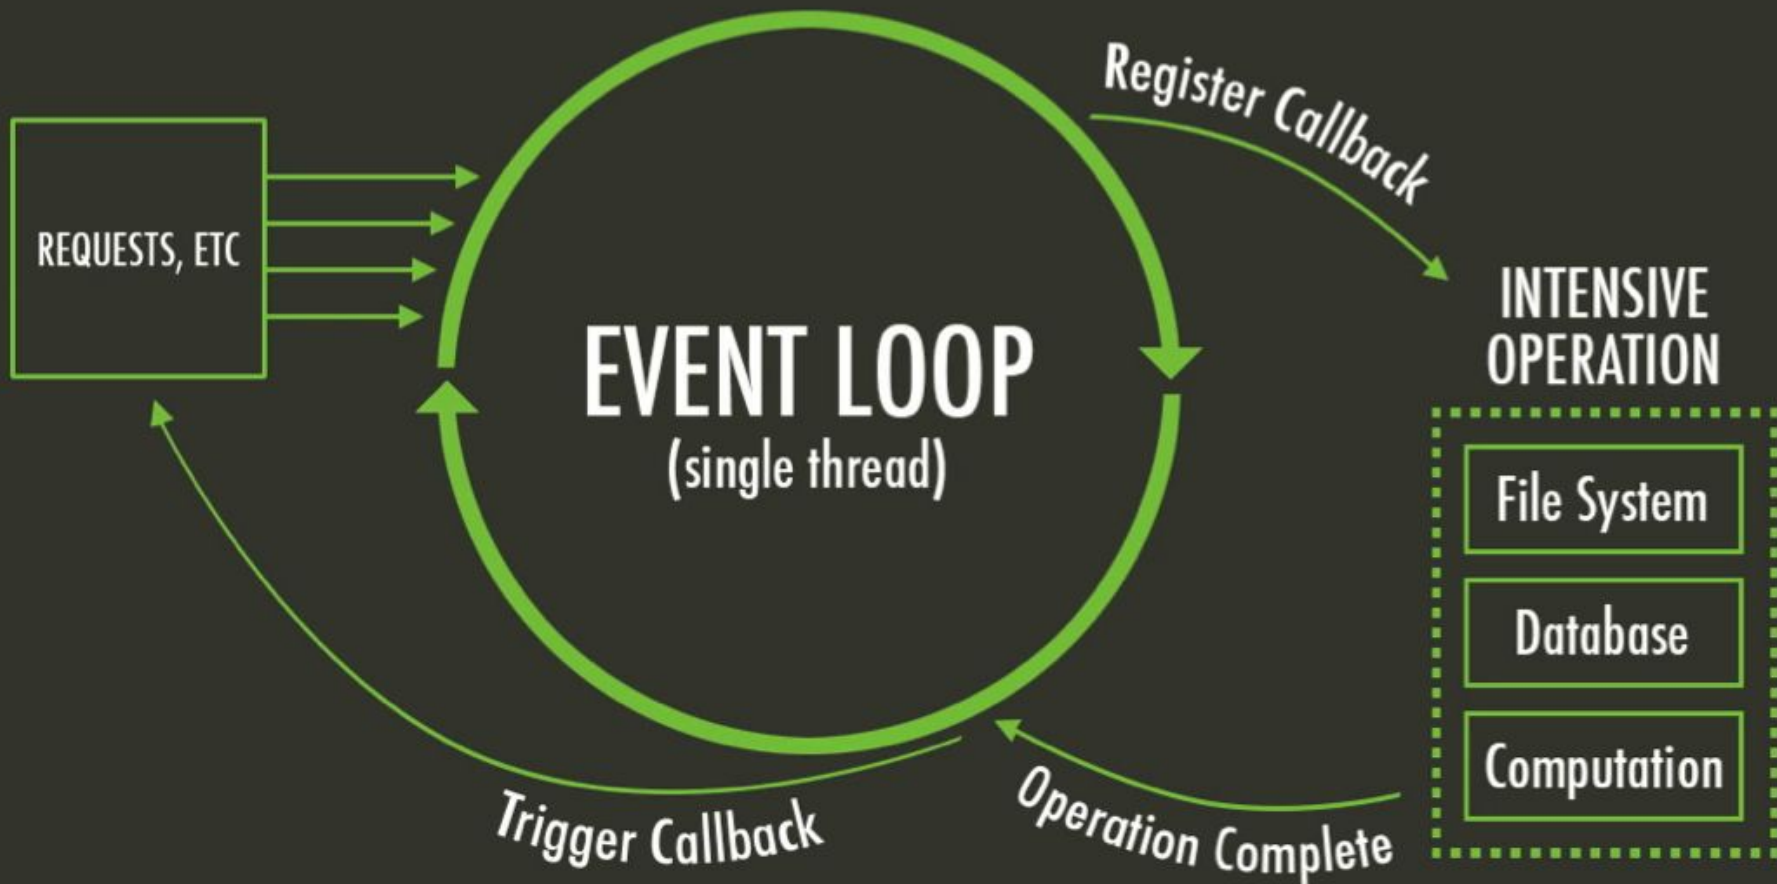 REQUESTS, ETC
EVENT LOOP
(single thread)
Register Callback
INTENSIVE
OPERATION
File System
Database
Computation
Operation Complete
Trigger Callback